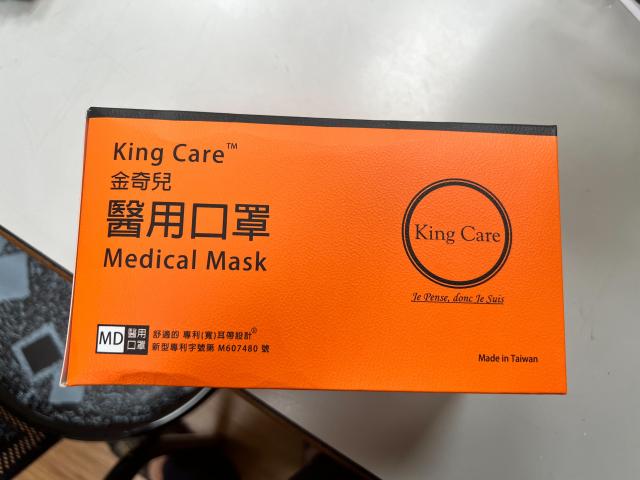 King Care™
金奇兒
醫用口罩
Medical Mask
King Care
Je Pense, donc Je Suis
MD 醫用口罩
舒適的 專利(寬)耳帶設計®
新型專利字號第 M607480 號
Made in Taiwan